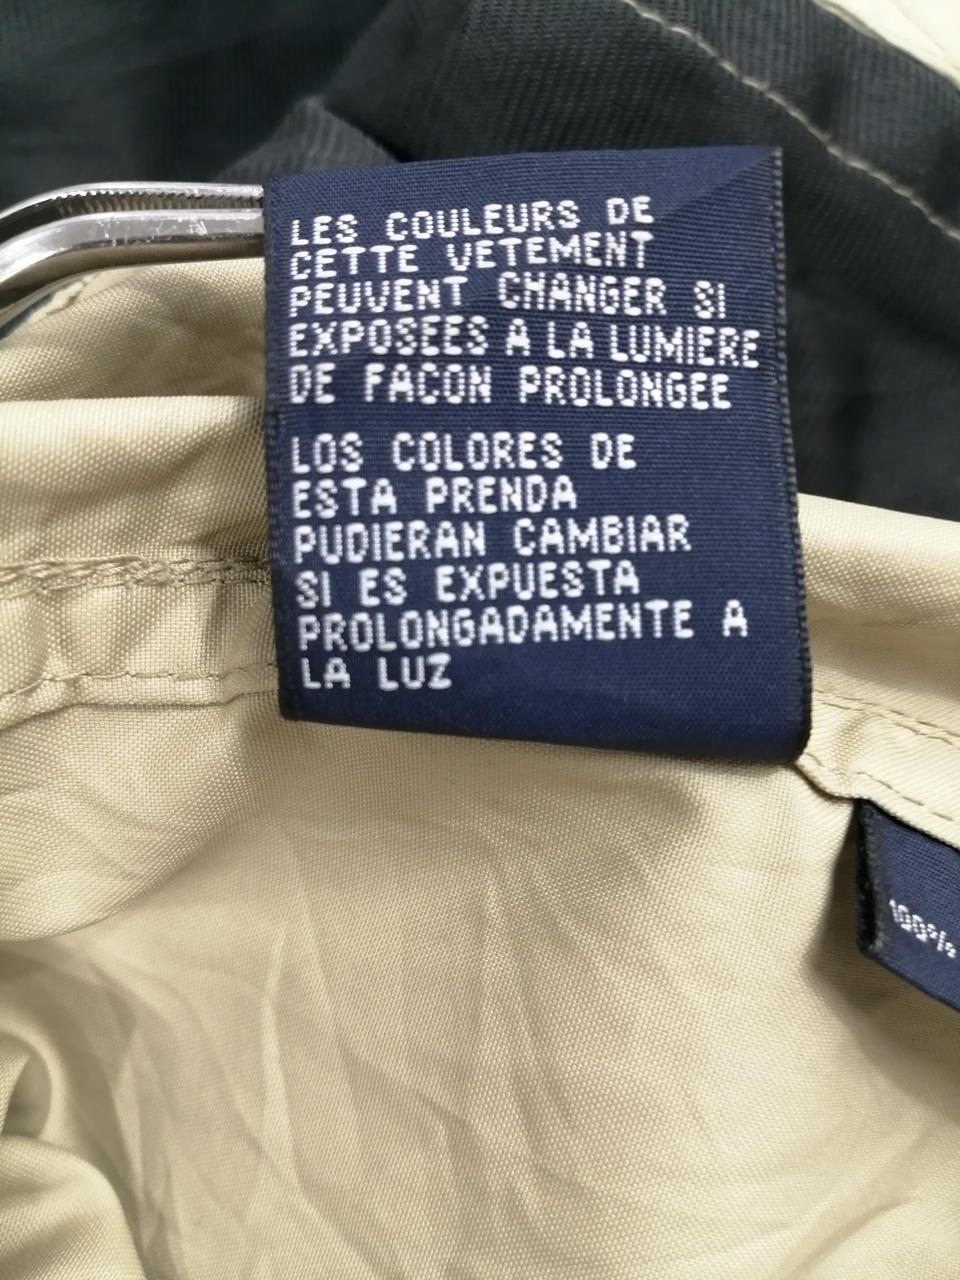 LES COULEURS DE
CETTE VETEMENT
PEUVENT CHANGER SI
EXPOSEES A LA LUMIERE
DE FACON PROLONGEE
LOS COLORES DE
ESTA PRENDA
PUDIERAN CAMBIAR
SI ES EXPUESTA
PROLONGADAMENTE A
LA LUZ
100%